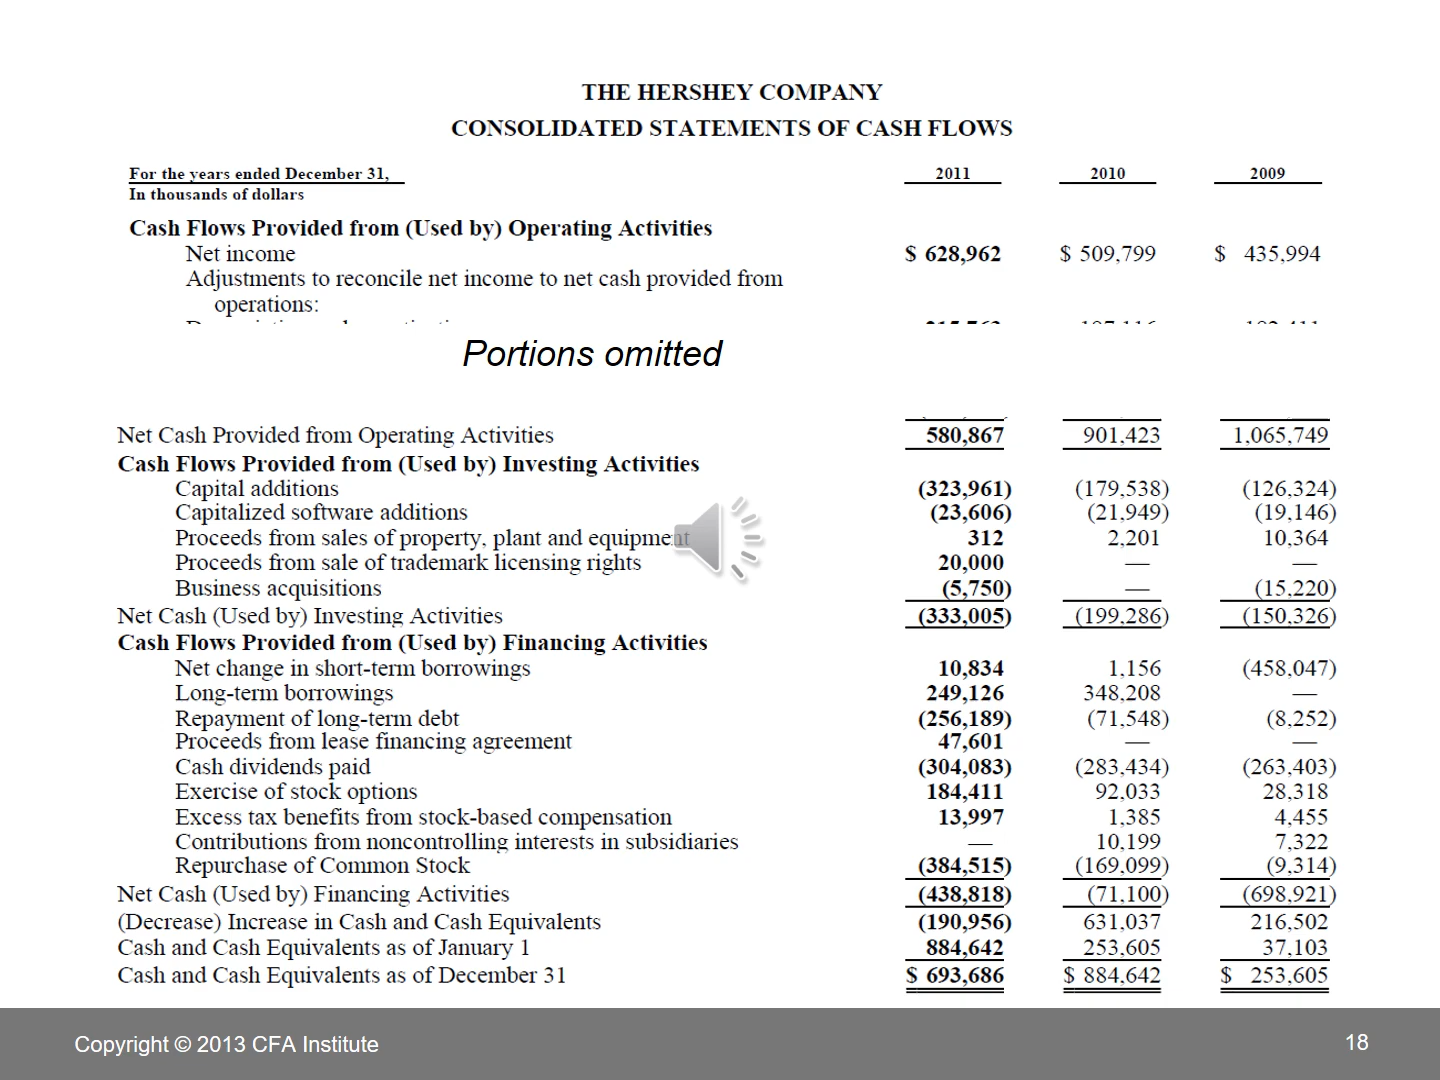 THE HERSHEY COMPANY
CONSOLIDATED STATEMENTS OF CASH FLOWS
For the years ended December 31, 2011 2010 2009
In thousands of dollars
Cash Flows Provided from (Used by) Operating Activities
Net income $ 628,962 $ 509,799 $ 435,994
Adjustments to reconcile net income to net cash provided from
operations:
Portions omitted
Net Cash Provided from Operating Activities 580,867 901,423 1,065,749
Cash Flows Provided from (Used by) Investing Activities
Capital additions (323,961) (179,538) (126,324)
Capitalized software additions (23,606) (21,949) (19,146)
Proceeds from sales of property, plant and equipment 312 2,201 10,364
Proceeds from sale of trademark licensing rights 20,000 — —
Business acquisitions (5,750) — (15,220)
Net Cash (Used by) Investing Activities (333,005) (199,286) (150,326)
Cash Flows Provided from (Used by) Financing Activities
Net change in short-term borrowings 10,834 1,156 (458,047)
Long-term borrowings 249,126 348,208 —
Repayment of long-term debt (256,189) (71,548) (8,252)
Proceeds from lease financing agreement 47,601 — —
Cash dividends paid (304,083) (283,434) (263,403)
Exercise of stock options 184,411 92,033 28,318
Excess tax benefits from stock-based compensation 13,997 1,385 4,455
Contributions from noncontrolling interests in subsidiaries — 10,199 7,322
Repurchase of Common Stock (384,515) (169,099) (9,314)
Net Cash (Used by) Financing Activities (438,818) (71,100) (698,921)
(Decrease) Increase in Cash and Cash Equivalents (190,956) 631,037 216,502
Cash and Cash Equivalents as of January 1 884,642 253,605 37,103
Cash and Cash Equivalents as of December 31 $ 693,686 $ 884,642 $ 253,605
Copyright © 2013 CFA Institute 18